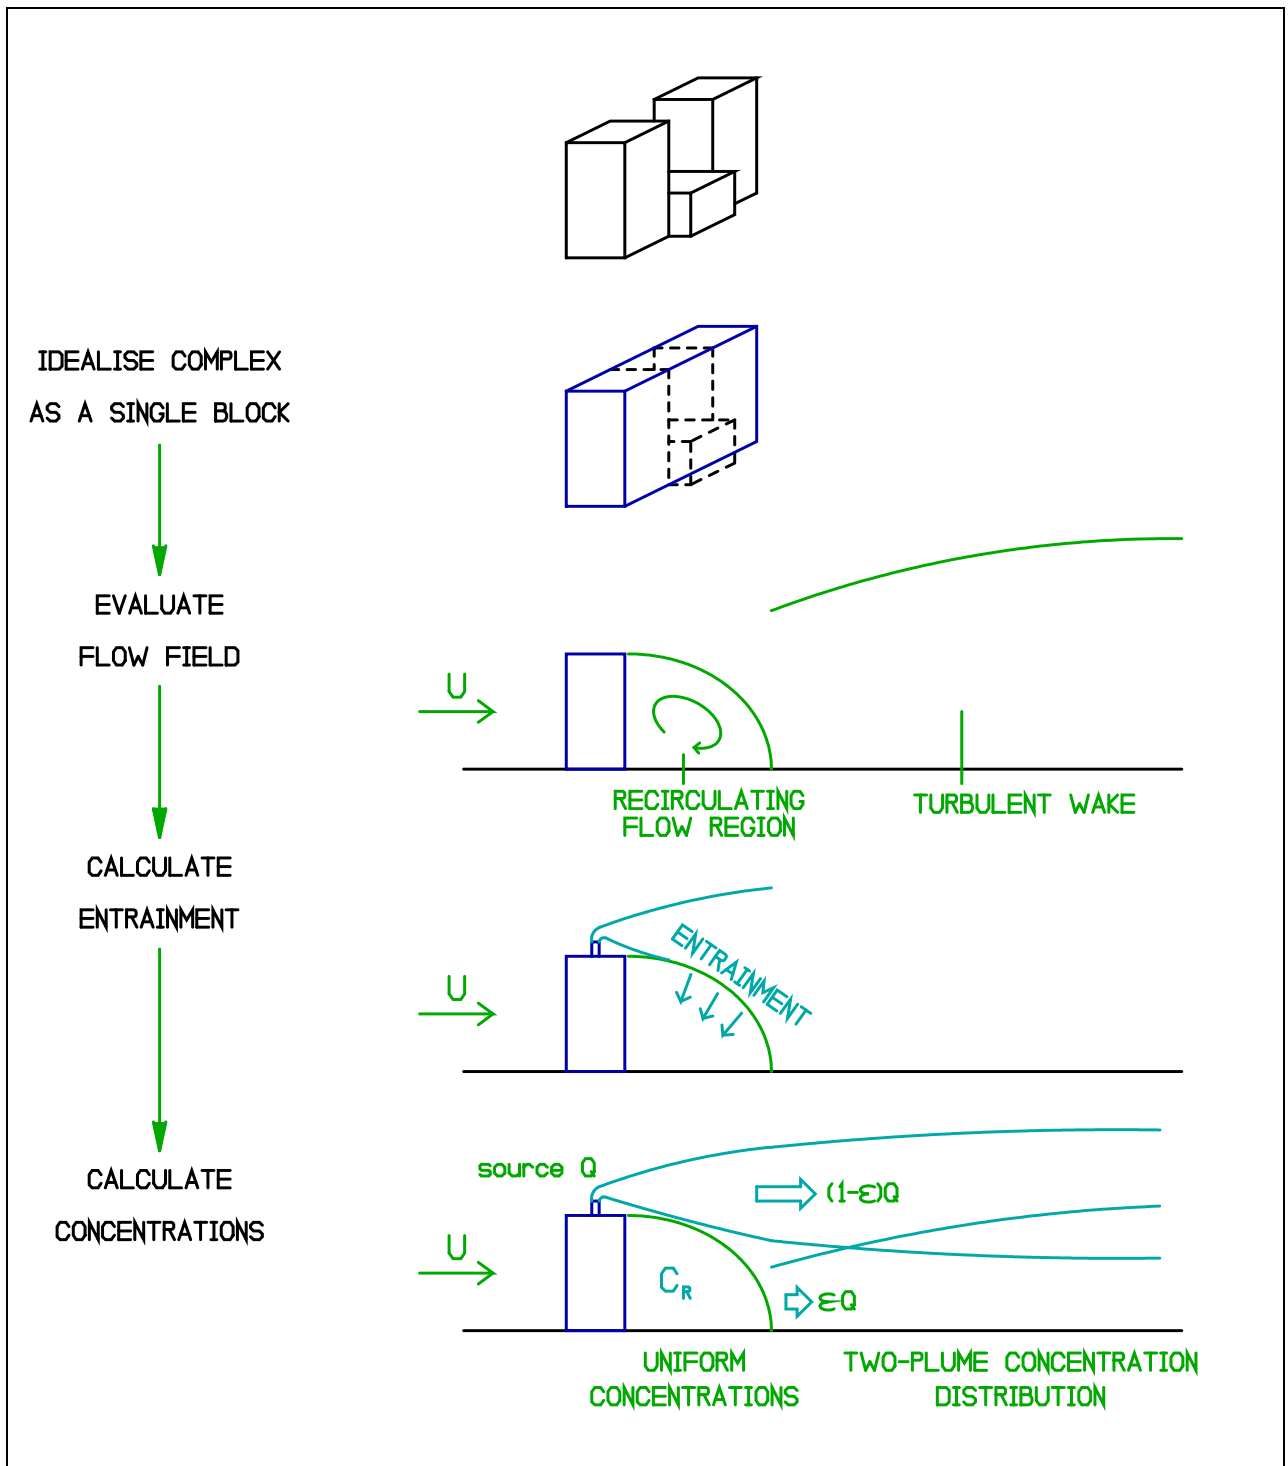 IDEALISE COMPLEX
AS A SINGLE BLOCK
EVALUATE
FLOW FIELD
U
RECIRCULATING
FLOW REGION
TURBULENT WAKE
CALCULATE
ENTRAINMENT
ENTRAINMENT
U
CALCULATE
CONCENTRATIONS
source Q
(1-ε)Q
U
CR
εQ
UNIFORM
CONCENTRATIONS
TWO-PLUME CONCENTRATION
DISTRIBUTION